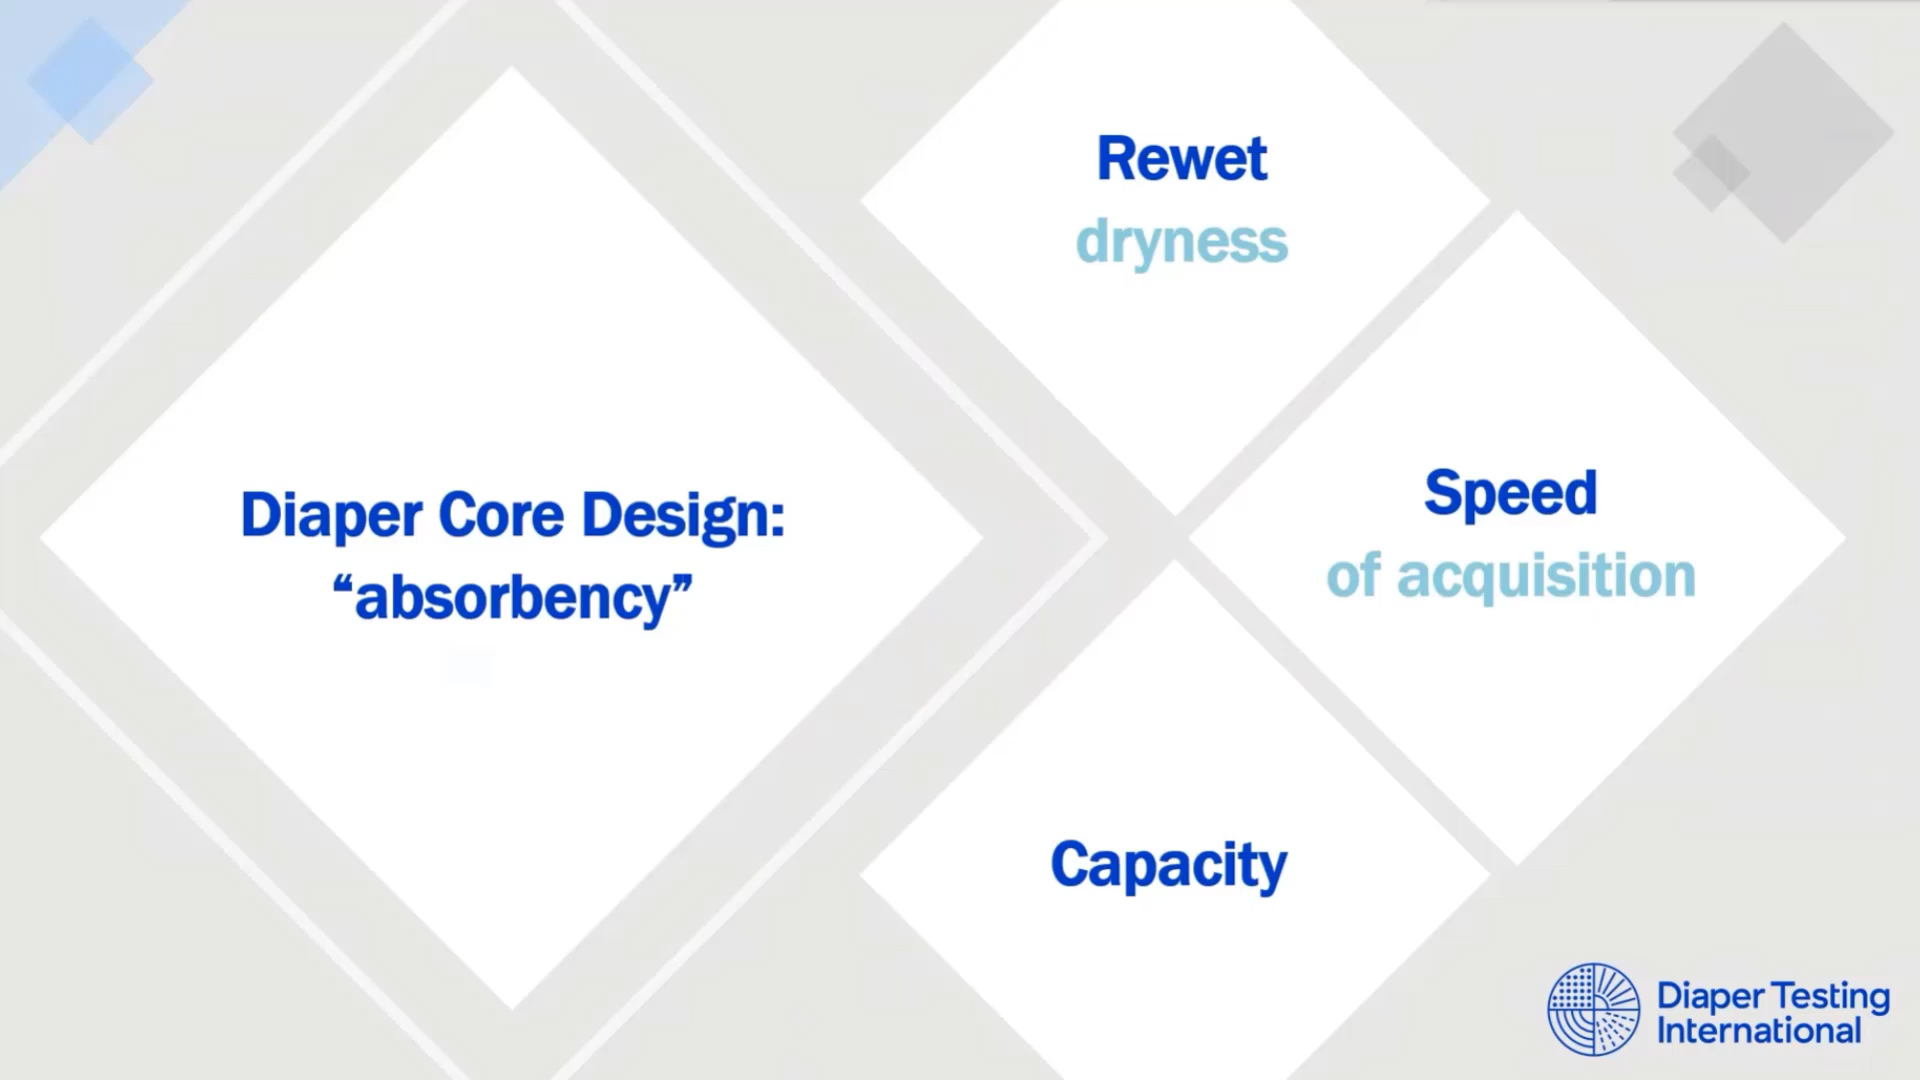 Diaper Core Design:
“absorbency”
Rewet
dryness
Speed
of acquisition
Capacity
Diaper Testing
International